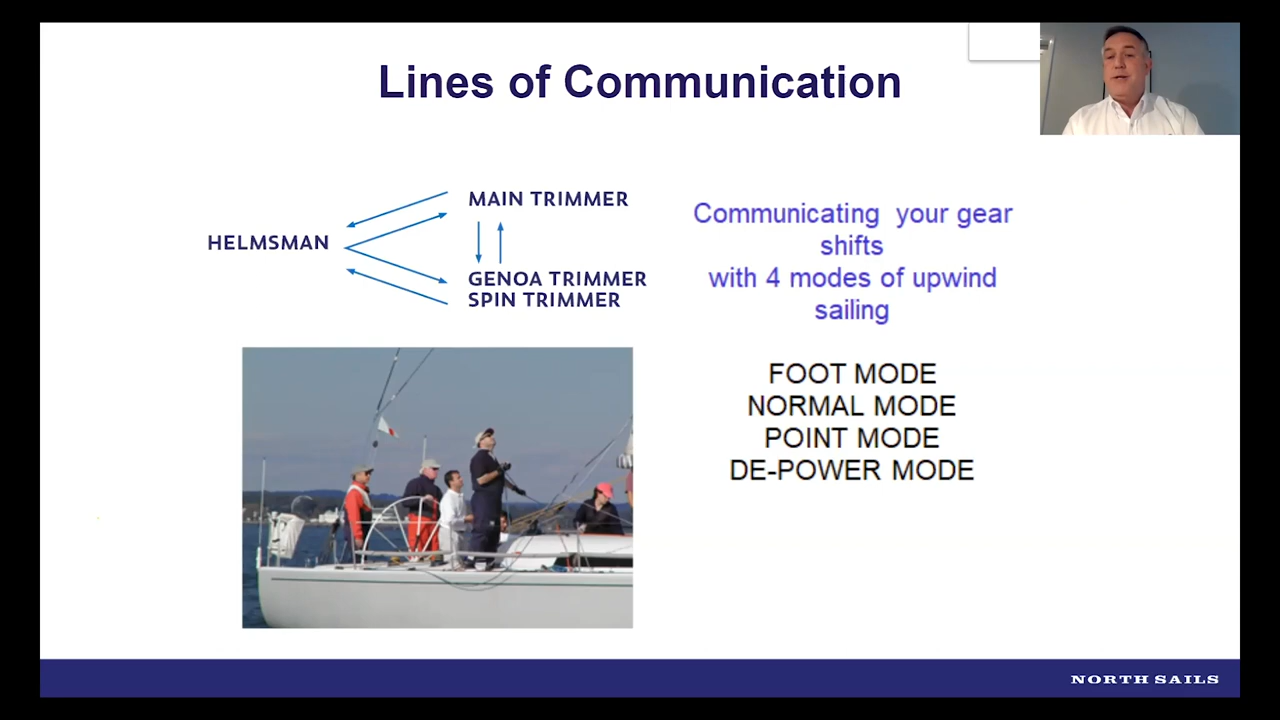 Lines of Communication
MAIN TRIMMER
HELMSMAN
GENOA TRIMMER
SPIN TRIMMER
Communicating your gear
shifts
with 4 modes of upwind
sailing
FOOT MODE
NORMAL MODE
POINT MODE
DE-POWER MODE
NORTH SAILS